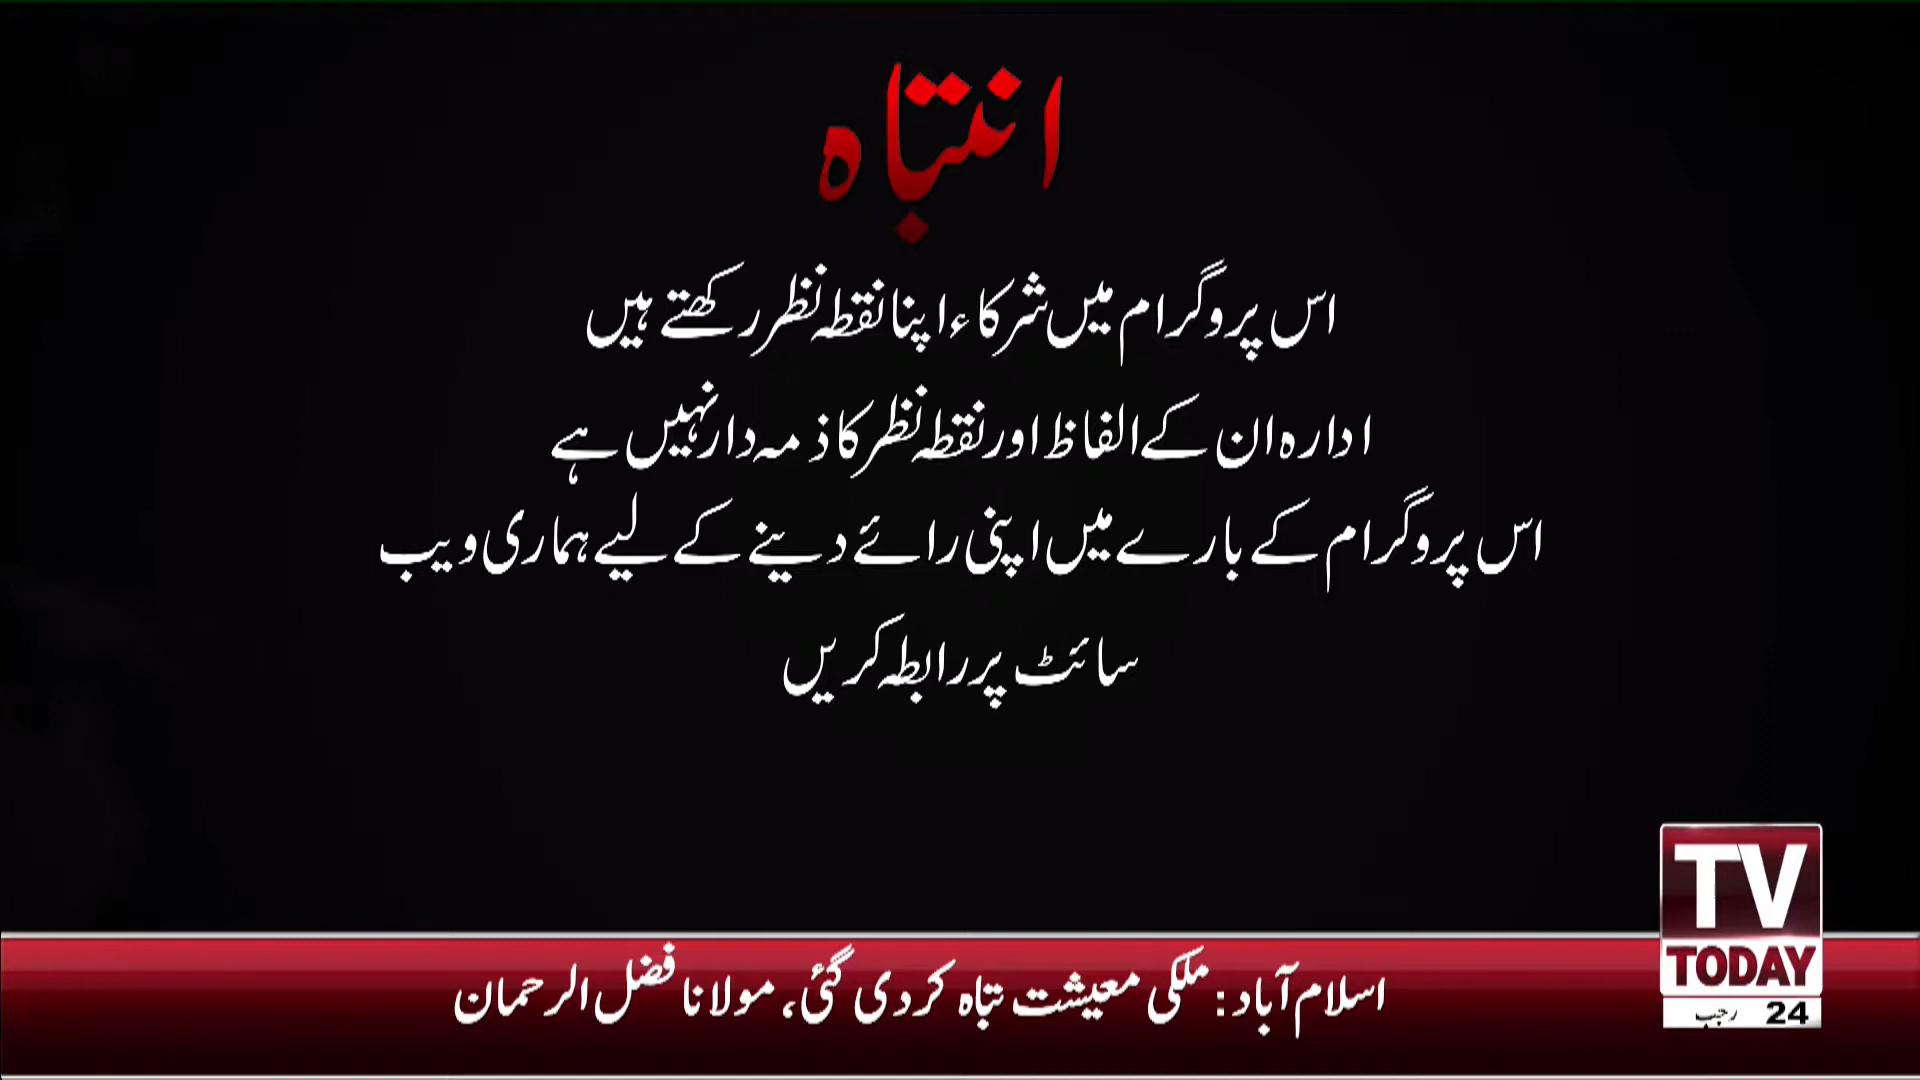 انتباہ
اس پروگرام میں شرکاء اپنا نقطہ نظر رکھتے ہیں
ادارہ ان کے الفاظ اور نقطہ نظر کا ذمہ دار نہیں ہے
اس پروگرام کے بارے میں اپنی رائے دینے کے لیے ہماری ویب
سائٹ پر رابطہ کریں
TV
TODAY
24 رجب
اسلام آباد: ملکی معیشت تباہ کردی گئی، مولانا فضل الرحمان